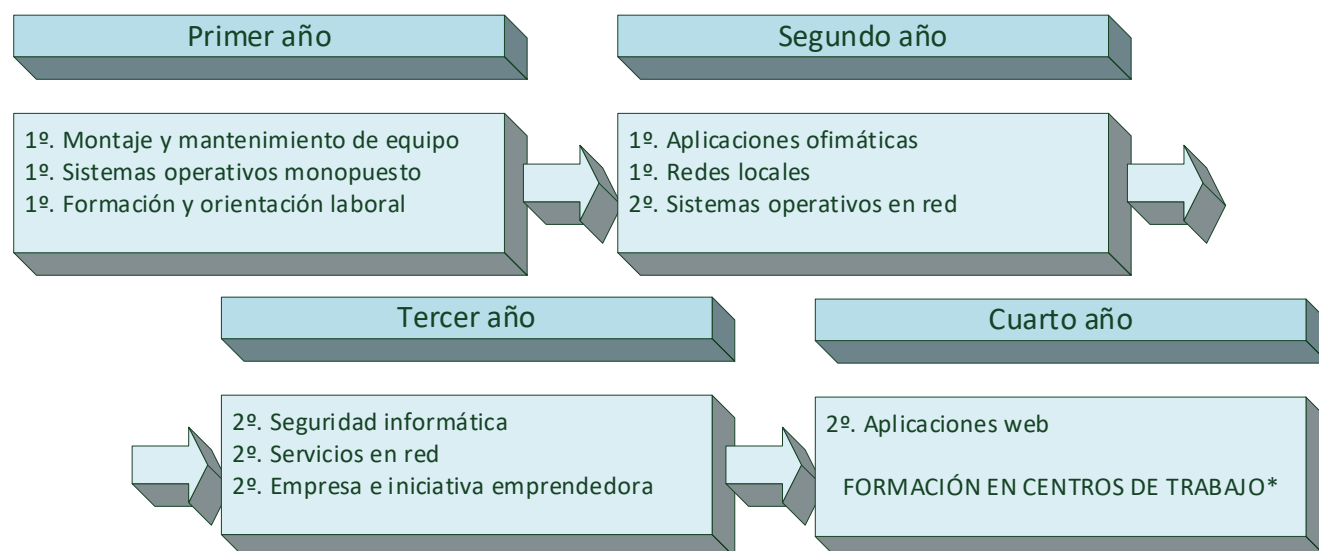 Primer año
1º. Montaje y mantenimiento de equipo
1º. Sistemas operativos monopuesto
1º. Formación y orientación laboral
Segundo año
1º. Aplicaciones ofimáticas
1º. Redes locales
2º. Sistemas operativos en red
Tercer año
2º. Seguridad informática
2º. Servicios en red
2º. Empresa e iniciativa emprendedora
Cuarto año
2º. Aplicaciones web
FORMACIÓN EN CENTROS DE TRABAJO*